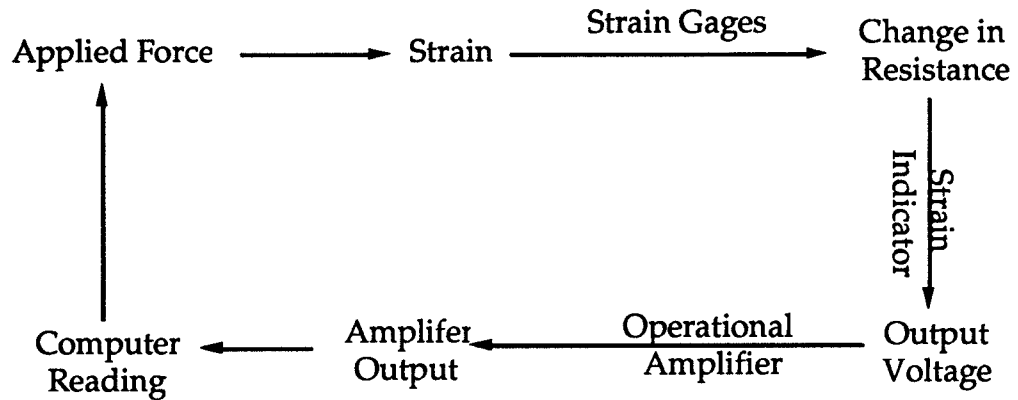 Applied Force
Strain
Strain Gages
Change in
Resistance
Strain
Indicator
Output
Voltage
Operational
Amplifier
Amplifer
Output
Computer
Reading